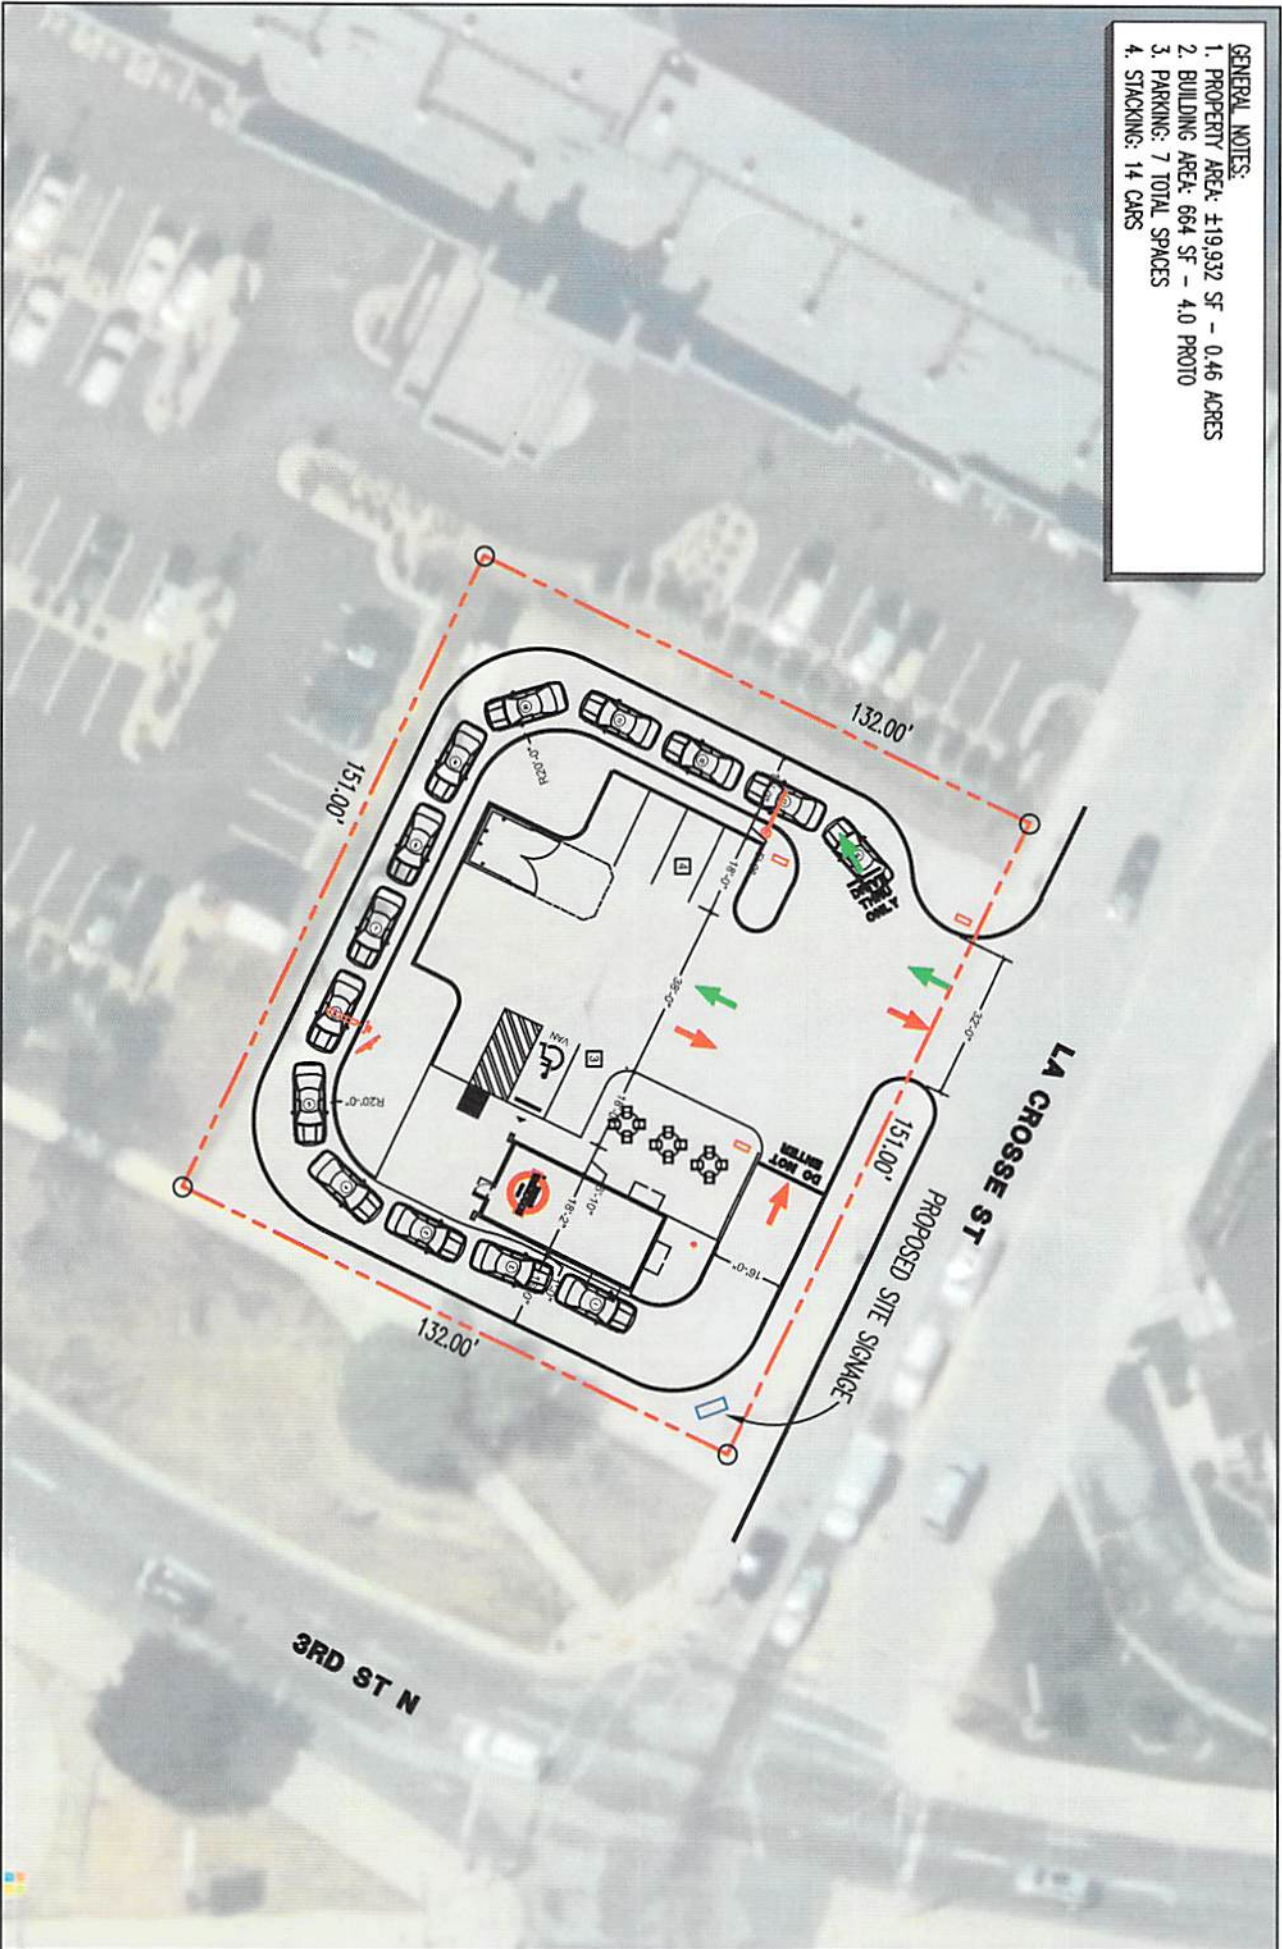 GENERAL NOTES:
1. PROPERTY AREA: ±19,932 SF - 0.46 ACRES
2. BUILDING AREA: 664 SF - 4.0 PROTO
3. PARKING: 7 TOTAL SPACES
4. STACKING: 14 CARS
LA CROSSE ST
PROPOSED SITE SIGNAGE
3RD ST N
132.00'
151.00'
151.00'
132.00'
32'-0"
18'-0"
38'-0"
18'-2"
16'-0"
R20'-0"
R20'-0"
4
3
VAN
DO NOT
ENTER